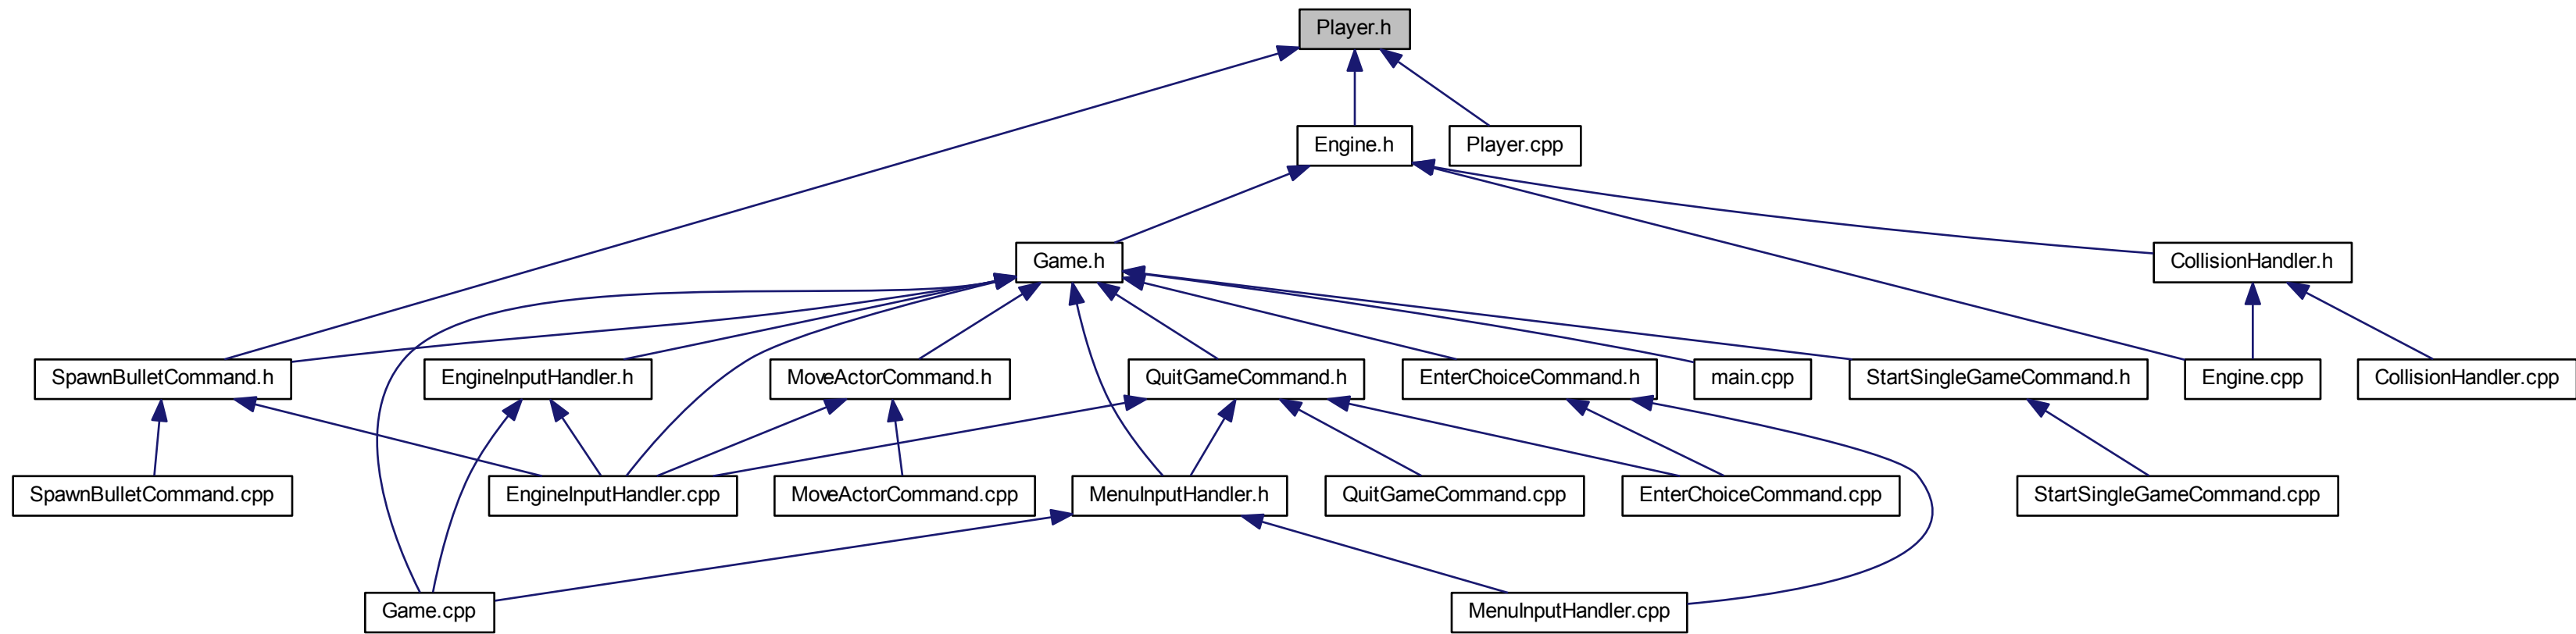 Player.h
Engine.h
Player.cpp
Game.h
CollisionHandler.h
SpawnBulletCommand.h
EngineInputHandler.h
MoveActorCommand.h
QuitGameCommand.h
EnterChoiceCommand.h
main.cpp
StartSingleGameCommand.h
Engine.cpp
CollisionHandler.cpp
SpawnBulletCommand.cpp
EngineInputHandler.cpp
MoveActorCommand.cpp
MenuInputHandler.h
QuitGameCommand.cpp
EnterChoiceCommand.cpp
StartSingleGameCommand.cpp
Game.cpp
MenuInputHandler.cpp